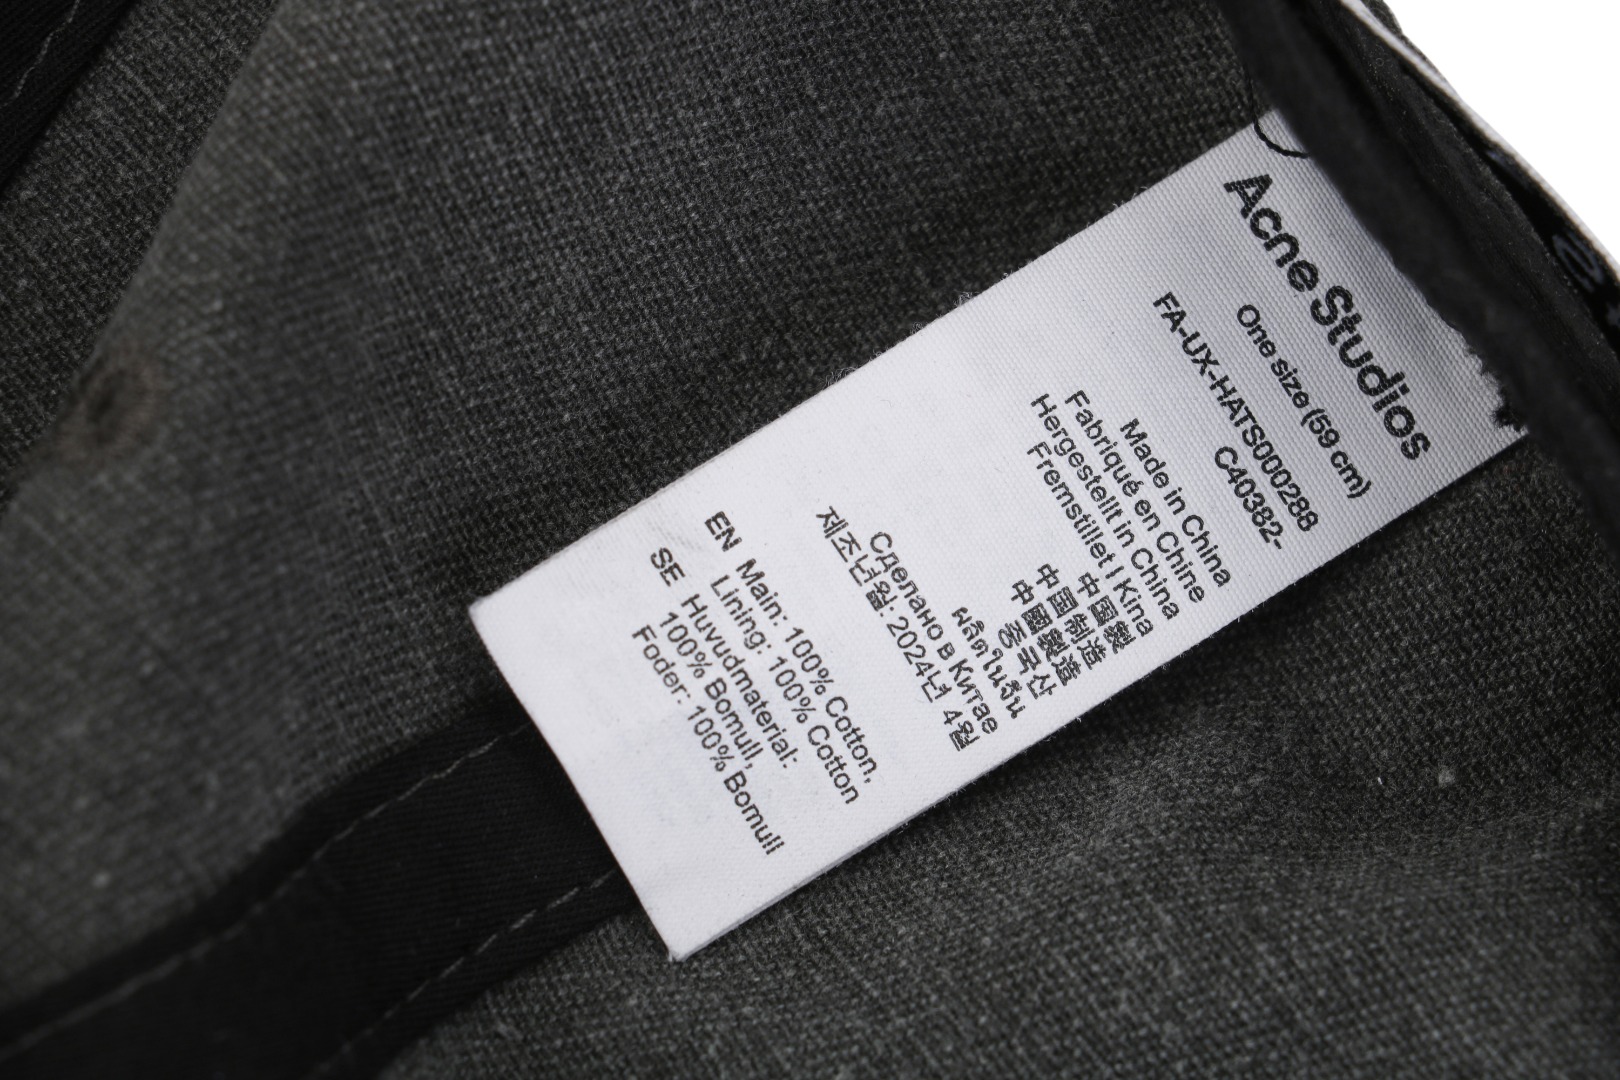 Acne Studios
One size (59 cm)
FA-UX-HATS000288
C40382-
Made in China
Fabriqué en Chine
Hergestellt in China
Fremstillet I Kina
中国製
中国制造
中國製造
중국산
ผลิตในจีน
Сделано в Китае
제조년월: 2024년 4월
EN Main: 100% Cotton,
Lining: 100% Cotton
SE Huvudmaterial:
100% Bomull,
Foder: 100% Bomull